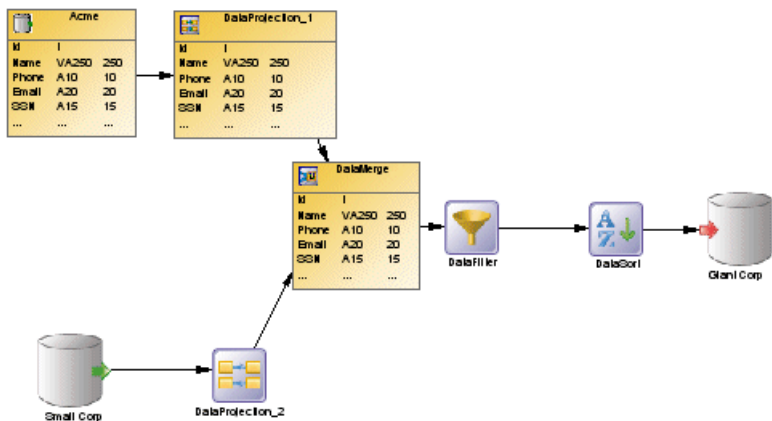 Acme
Id I
Name VA250 250
Phone A10 10
Email A20 20
SSN A15 15
... ... ...
DataProjection_1
Id I
Name VA250 250
Phone A10 10
Email A20 20
SSN A15 15
... ... ...
DataMerge
Id I
Name VA250 250
Phone A10 10
Email A20 20
SSN A15 15
... ... ...
DataFilter
DataSort
Giant Corp
Small Corp
DataProjection_2